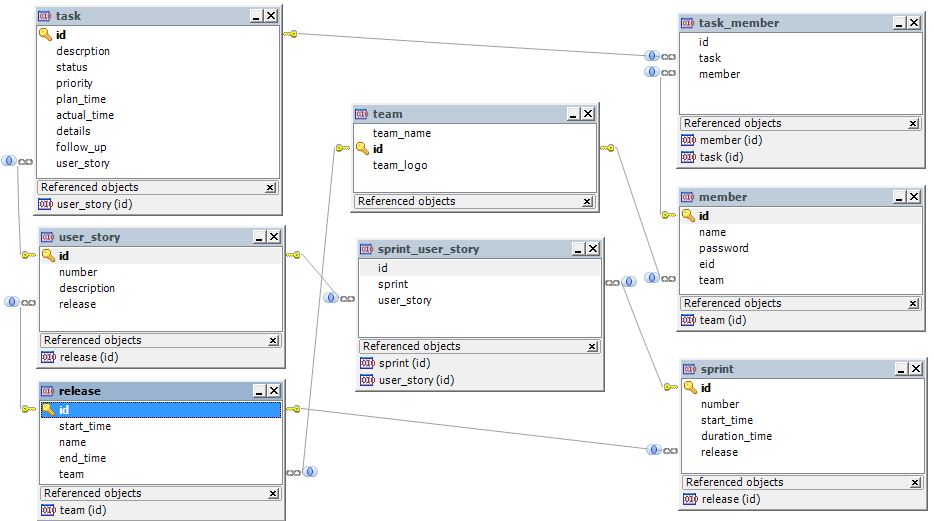 task
id
descrption
status
priority
plan_time
actual_time
details
follow_up
user_story
Referenced objects
user_story (id)
user_story
id
number
description
release
Referenced objects
release (id)
release
id
start_time
name
end_time
team
Referenced objects
team (id)
team
team_name
id
team_logo
Referenced objects
sprint_user_story
id
sprint
user_story
Referenced objects
sprint (id)
user_story (id)
task_member
id
task
member
Referenced objects
member (id)
task (id)
member
id
name
password
eid
team
Referenced objects
team (id)
sprint
id
number
start_time
duration_time
release
Referenced objects
release (id)